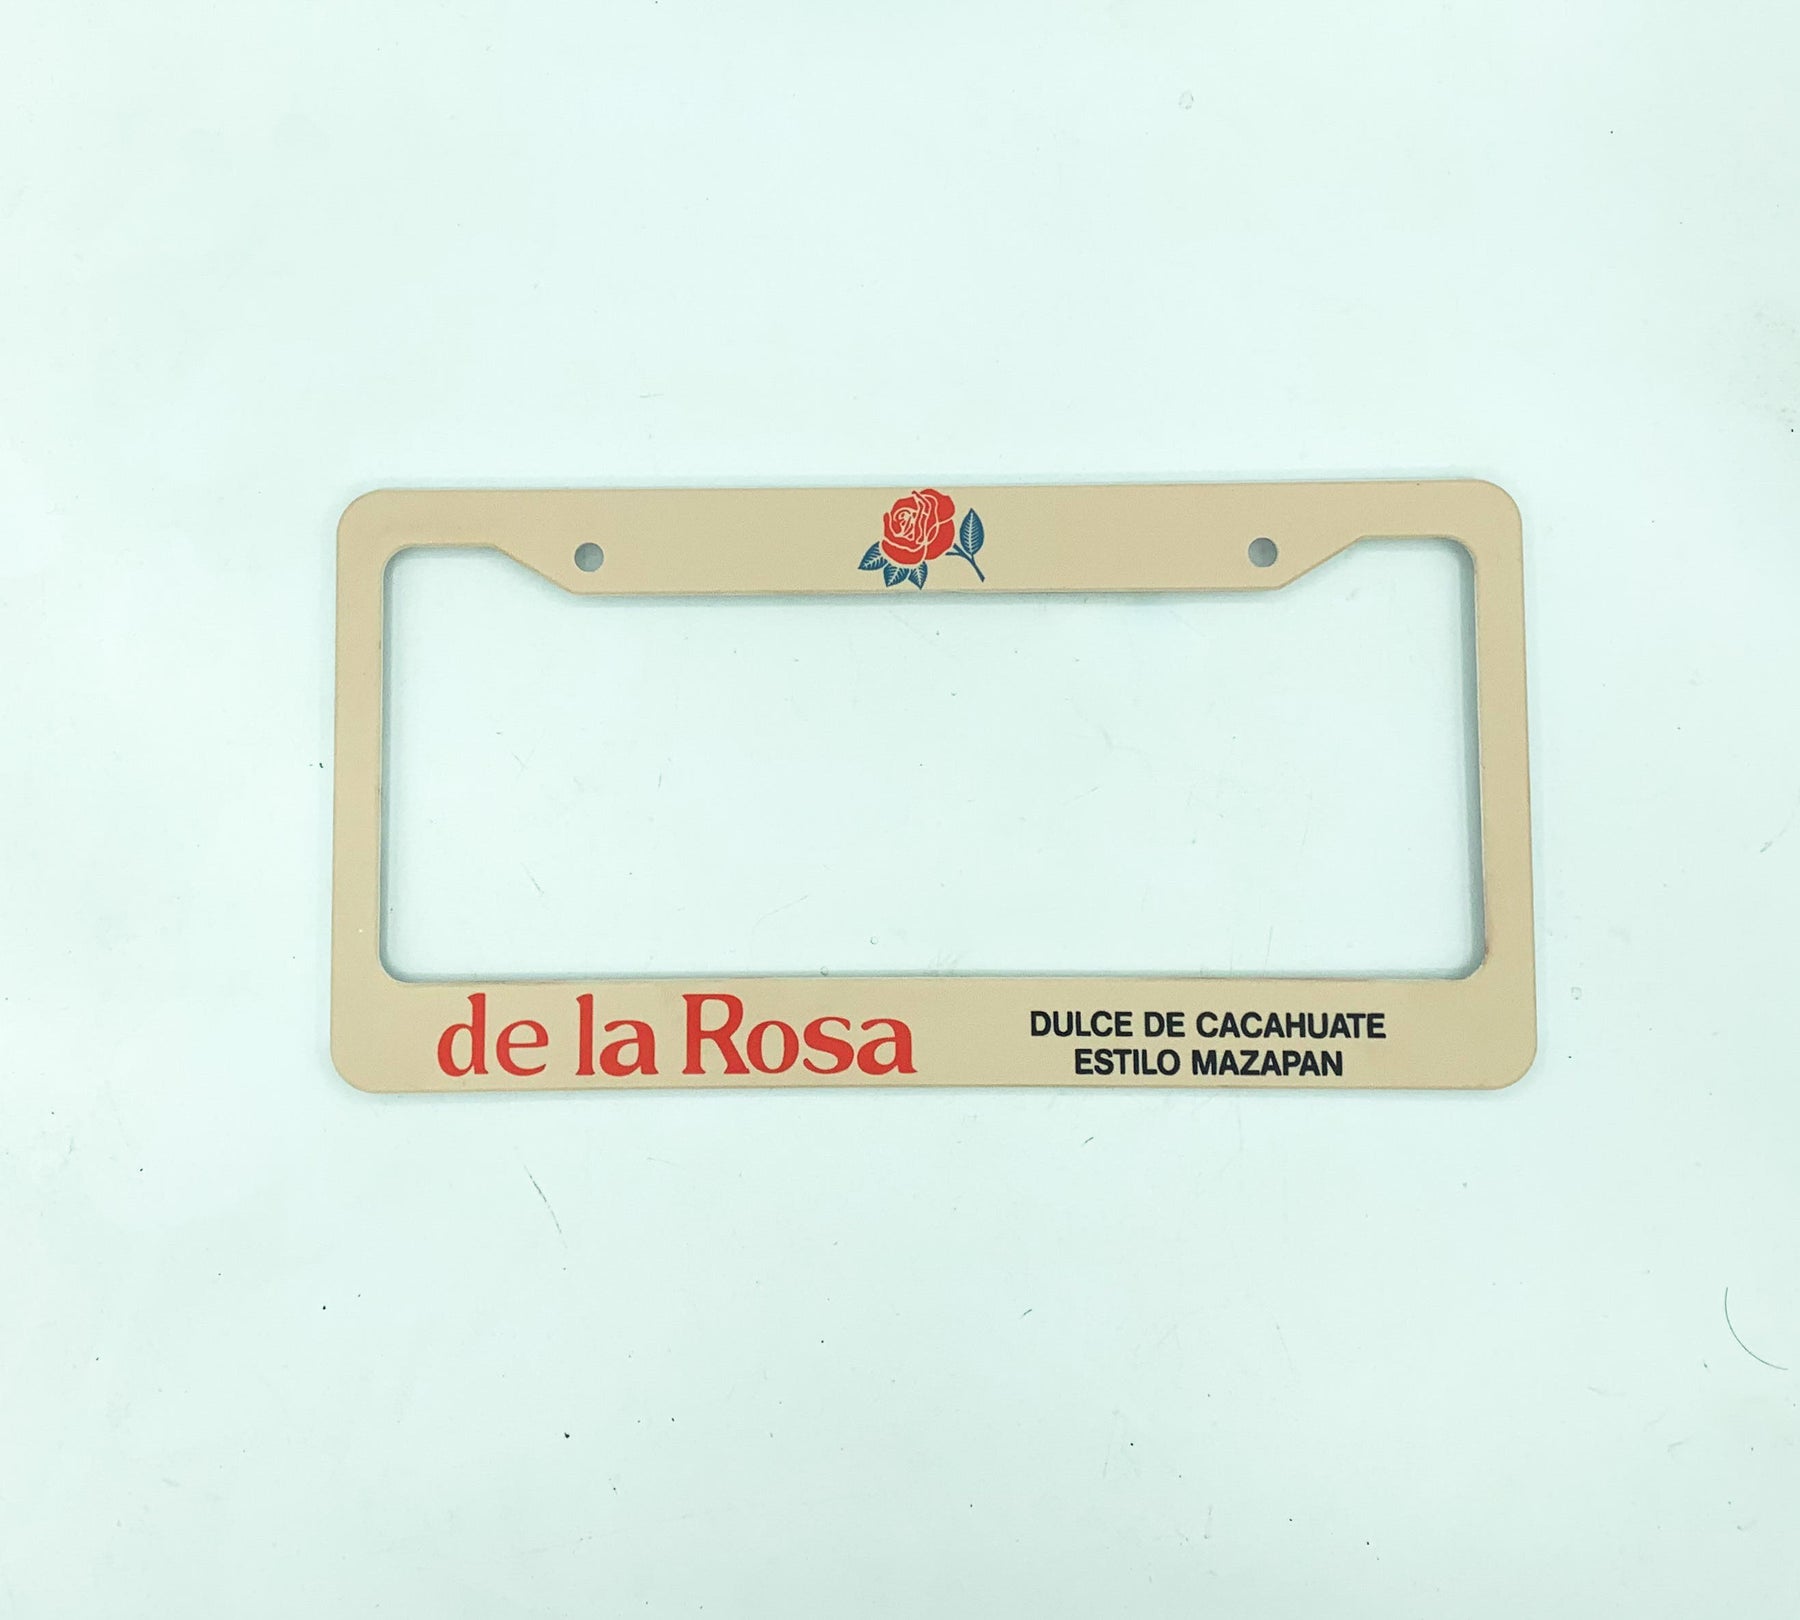 de la Rosa
DULCE DE CACAHUATE
ESTILO MAZAPAN